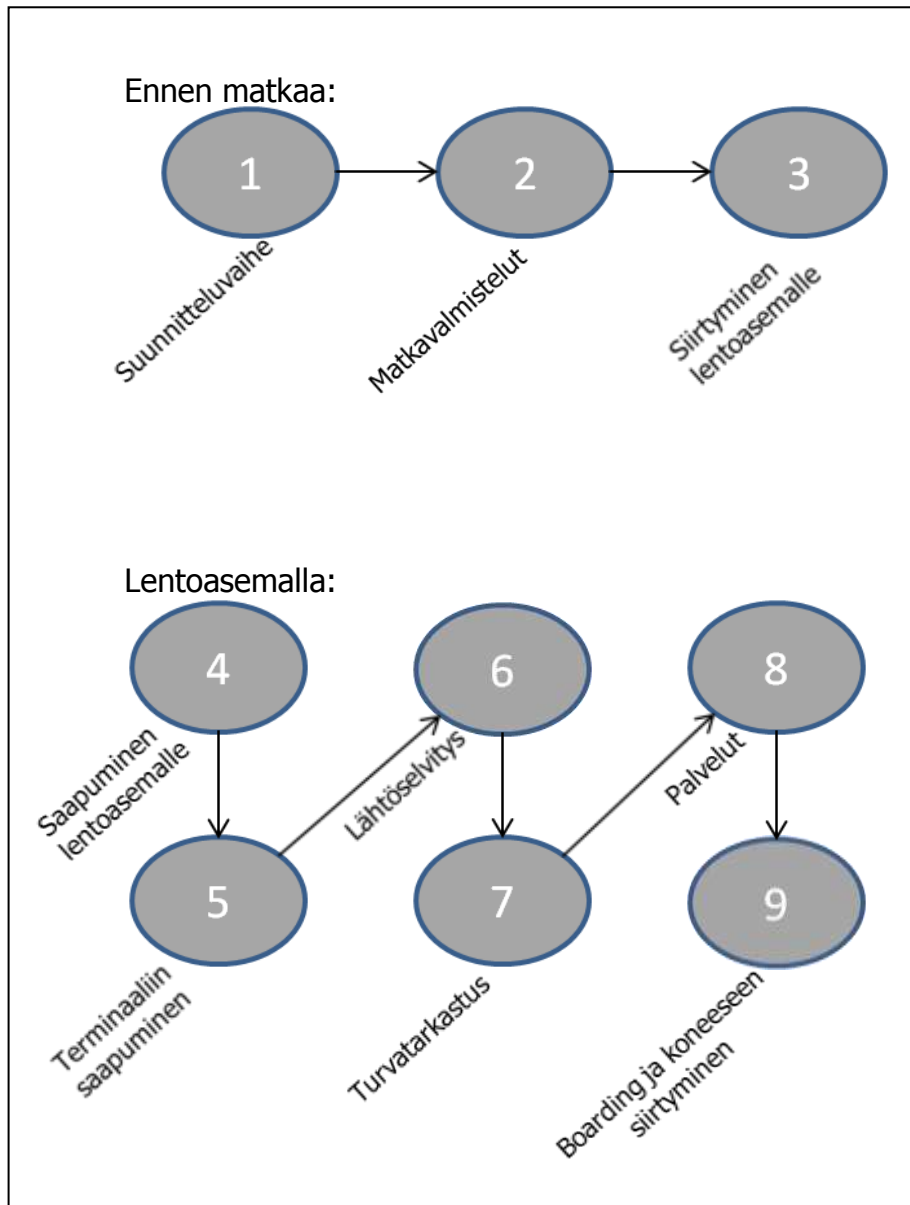 Ennen matkaa:
1
2
3
Suunnitteluvaihe
Matkavalmistelut
Siirtyminen
lentoasemalle
Lentoasemalla:
4
6
8
Saapuminen
lentoasemalle
Lähtöselvitys
Palvelut
5
7
9
Terminaaliin
saapuminen
Turvatarkastus
Boarding ja koneeseen
siirtyminen